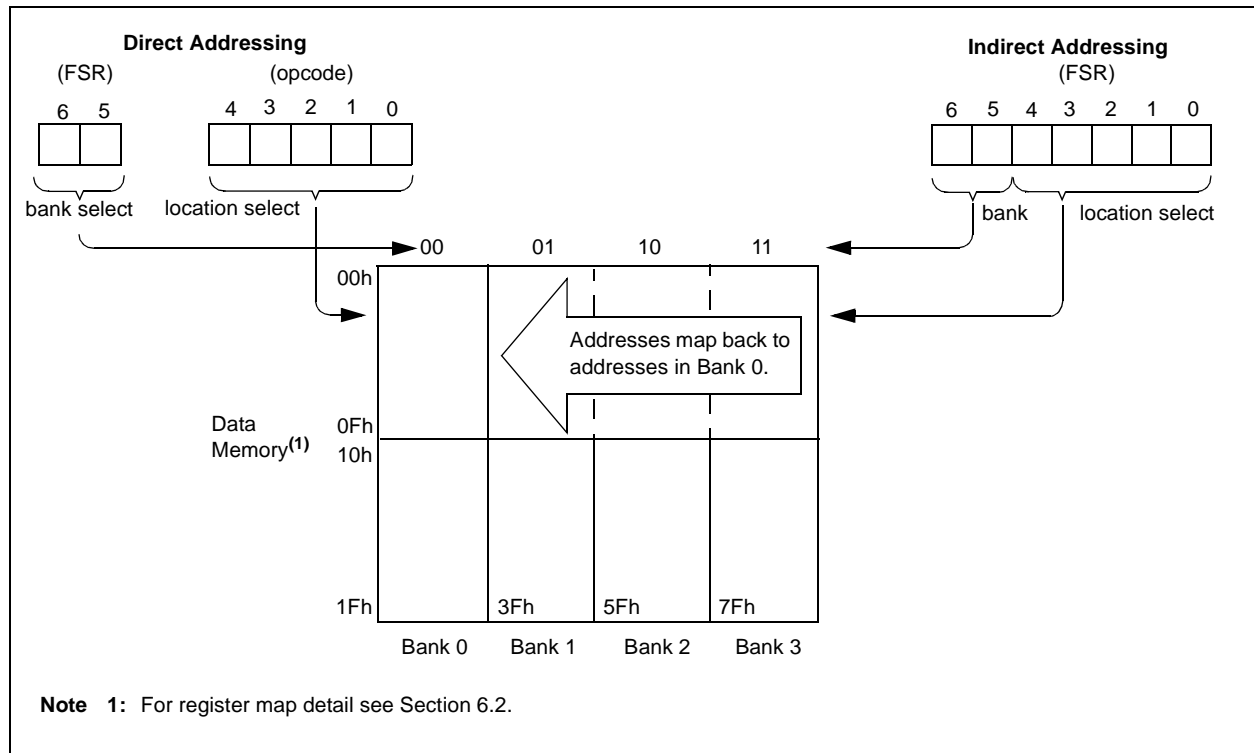 Direct Addressing
(FSR) (opcode)
6 5 4 3 2 1 0
bank select location select
Indirect Addressing
(FSR)
6 5 4 3 2 1 0
bank location select
00 01 10 11
00h
Addresses map back to
addresses in Bank 0.
Data
Memory(1)
0Fh
10h
1Fh 3Fh 5Fh 7Fh
Bank 0 Bank 1 Bank 2 Bank 3
Note 1: For register map detail see Section 6.2.